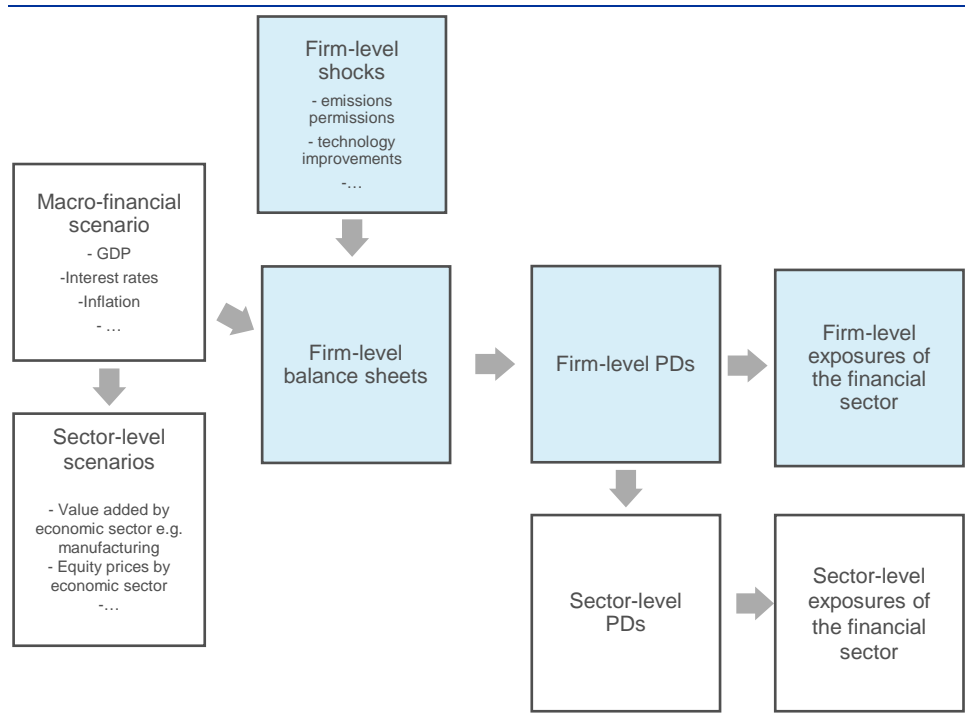 Firm-level
shocks
- emissions
permissions
- technology
improvements
-...
Macro-financial
scenario
- GDP
-Interest rates
-Inflation
- ...
Firm-level
balance sheets
Firm-level PDs
Firm-level
exposures of
the financial
sector
Sector-level
scenarios
- Value added by
economic sector e.g.
manufacturing
- Equity prices by
economic sector
-...
Sector-level
PDs
Sector-level
exposures of
the financial
sector